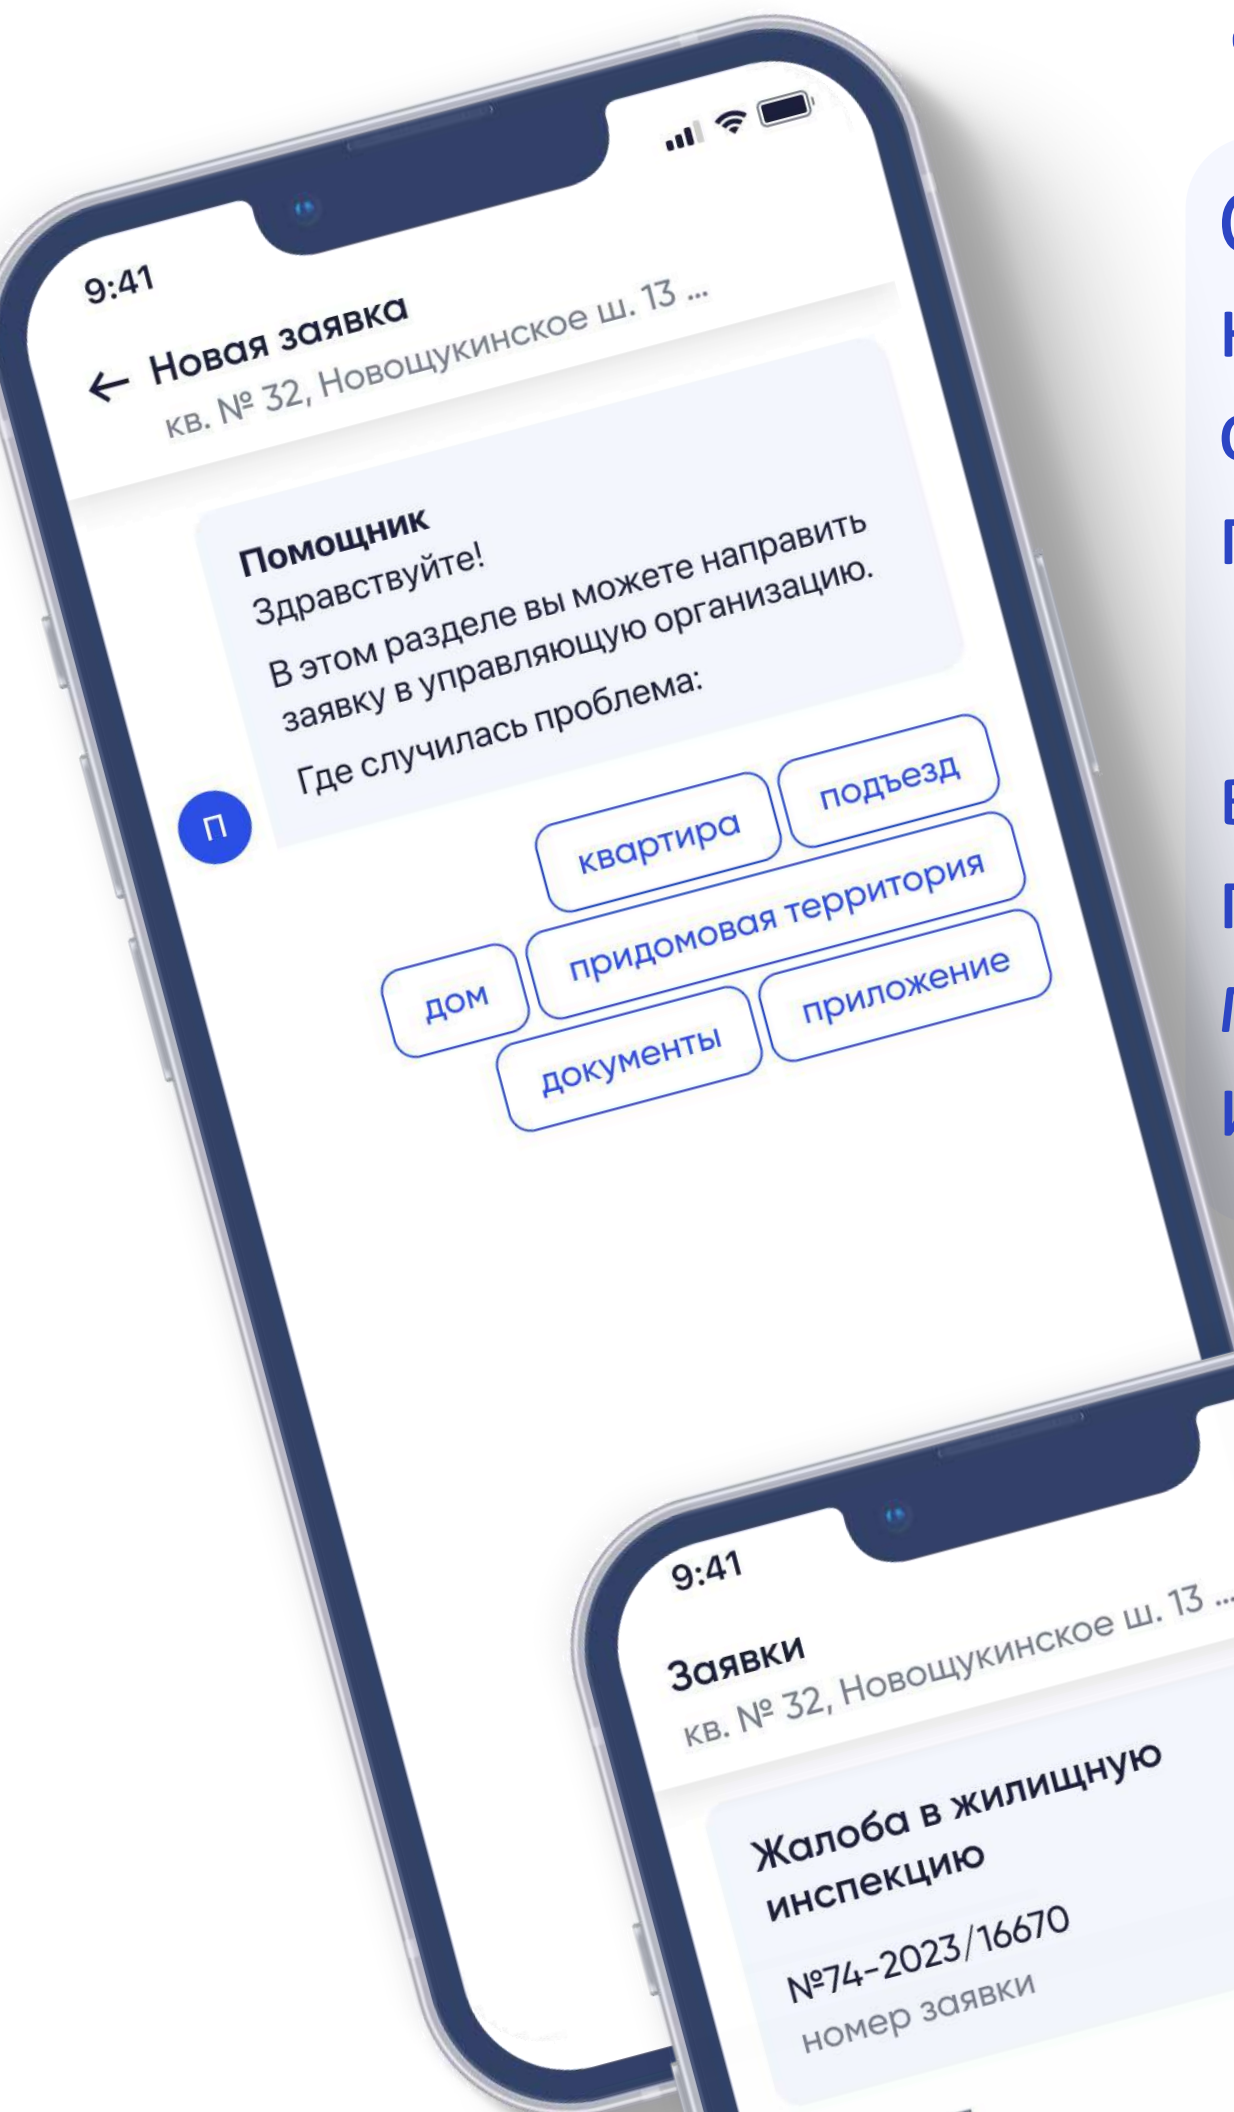 9:41
← Новая заявка
кв. № 32, Новощукинское ш. 13 ...
Помощник
Здравствуйте!
В этом разделе вы можете направить
заявку в управляющую организацию.
Где случилась проблема:
П
квартира
подъезд
дом
придомовая территория
документы
приложение
9:41
Заявки
кв. № 32, Новощукинское ш. 13 ...
Жалоба в жилищную
инспекцию
№74-2023/16670
номер заявки